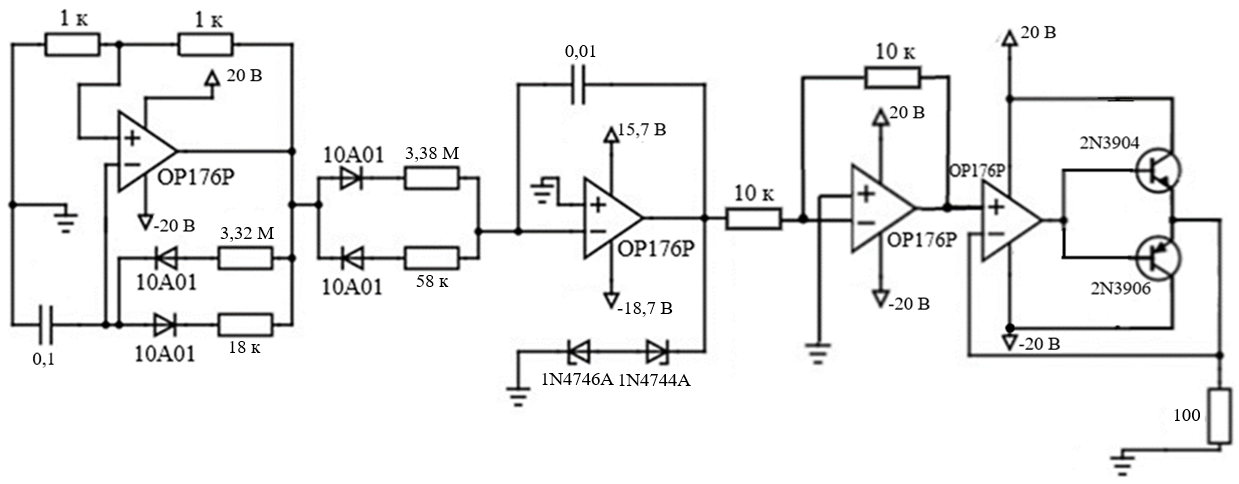 1 к
1 к
20 В
+
−
OP176P
-20 В
3,32 М
10A01
10A01
18 к
0,1
10A01
3,38 М
10A01
58 к
0,01
15,7 В
+
−
OP176P
-18,7 В
1N4746A
1N4744A
10 к
10 к
20 В
+
−
OP176P
-20 В
20 В
OP176P
+
−
-20 В
2N3904
2N3906
100